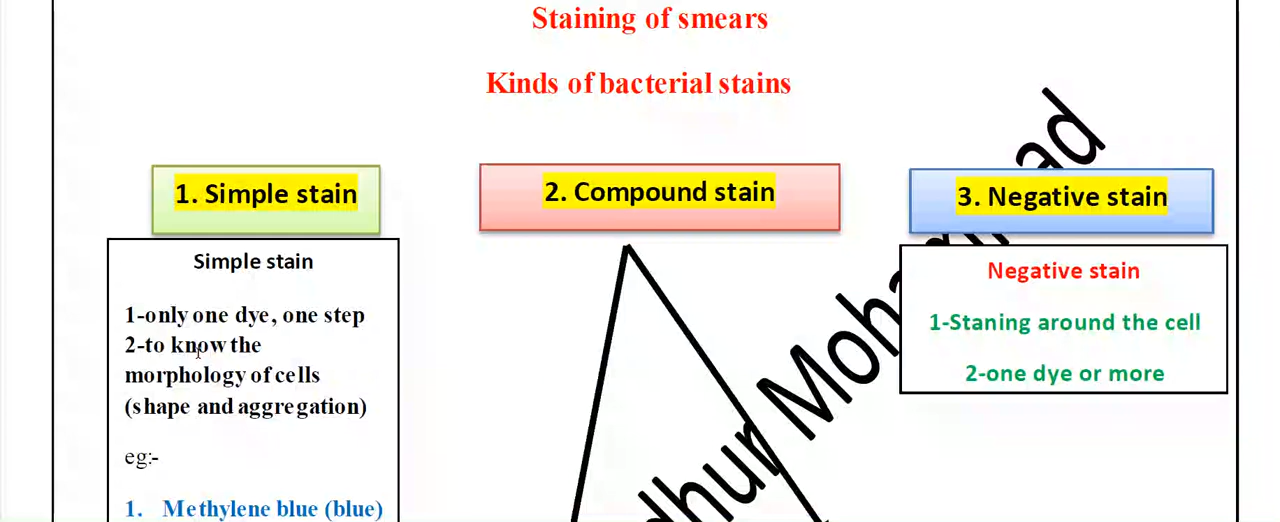 Staining of smears
Kinds of bacterial stains
1. Simple stain
2. Compound stain
3. Negative stain
Simple stain
1-only one dye, one step
2-to know the
morphology of cells
(shape and aggregation)
eg:-
1. Methylene blue (blue)
Negative stain
1-Staning around the cell
2-one dye or more